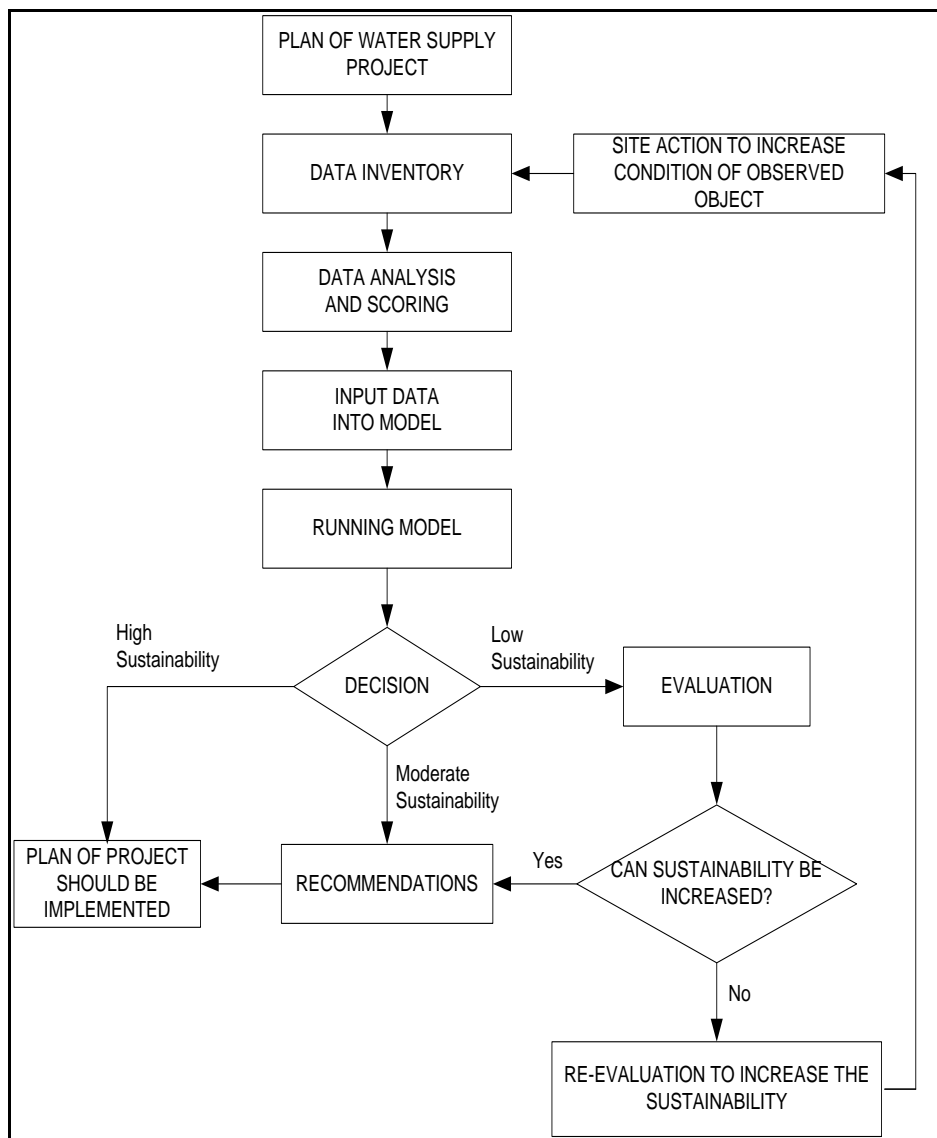 PLAN OF WATER SUPPLY
PROJECT
DATA INVENTORY
SITE ACTION TO INCREASE
CONDITION OF OBSERVED
OBJECT
DATA ANALYSIS
AND SCORING
INPUT DATA
INTO MODEL
RUNNING MODEL
High
Sustainability
DECISION
Low
Sustainability
EVALUATION
Moderate
Sustainability
PLAN OF PROJECT
SHOULD BE
IMPLEMENTED
RECOMMENDATIONS
Yes
CAN SUSTAINABILITY BE
INCREASED?
No
RE-EVALUATION TO INCREASE THE
SUSTAINABILITY